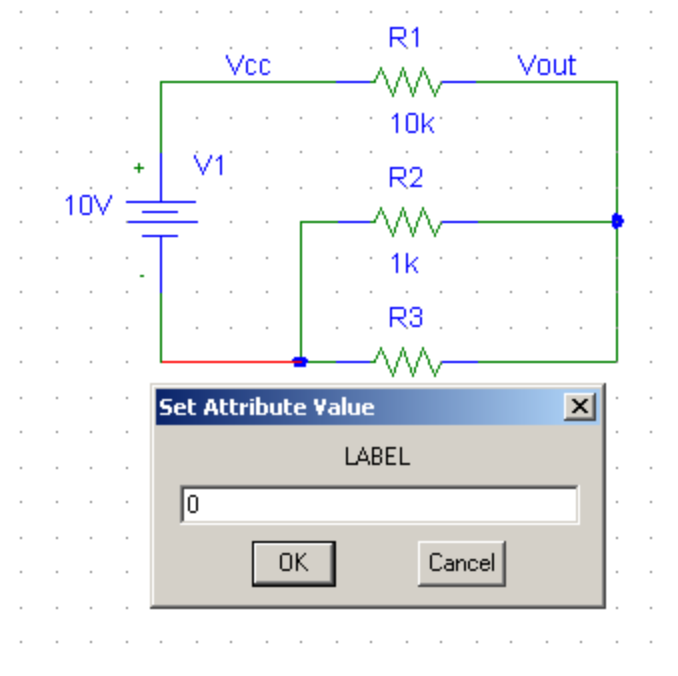 R1
Vcc
Vout
10k
+
V1
R2
10V
1k
-
R3
Set Attribute Value
LABEL
0
OK
Cancel